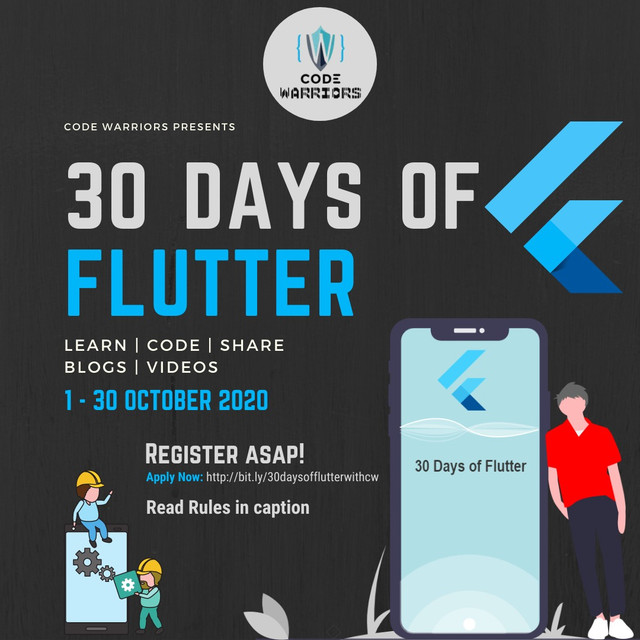 CODE
WARRIORS
CODE WARRIORS PRESENTS
30 DAYS OF
FLUTTER
LEARN | CODE | SHARE
BLOGS | VIDEOS
1 - 30 OCTOBER 2020
REGISTER ASAP!
Apply Now: http://bit.ly/30daysofflutterwithcw
Read Rules in caption
30 Days of Flutter